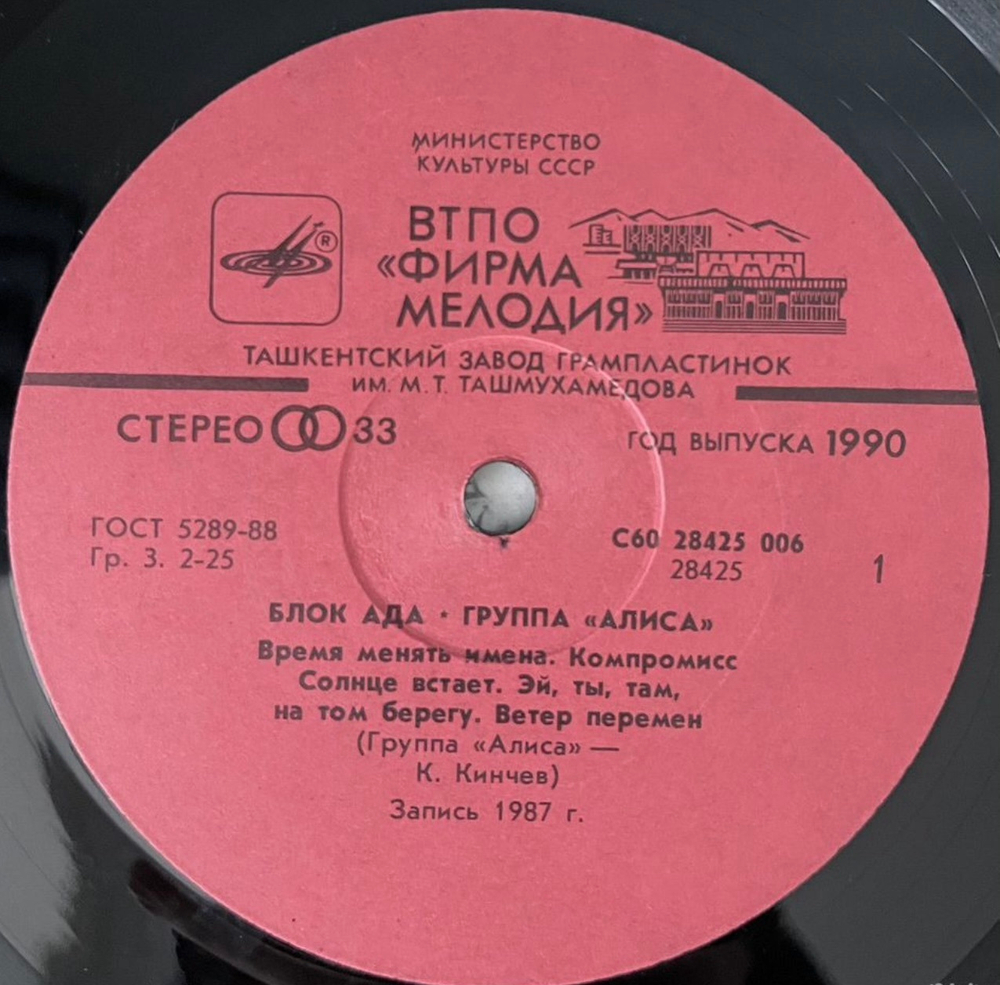 МИНИСТЕРСТВО
КУЛЬТУРЫ СССР
ВТПО
«ФИРМА
МЕЛОДИЯ»
®
ТАШКЕНТСКИЙ ЗАВОД ГРАМПЛАСТИНОК
ИМ. М. Т. ТАШМУХАМЕДОВА
СТЕРЕО 33
ГОД ВЫПУСКА 1990
ГОСТ 5289-88
Гр. 3. 2-25
С60 28425 006
28425
1
БЛОК АДА • ГРУППА «АЛИСА»
Время менять имена. Компромисс
Солнце встает. Эй, ты, там,
на том берегу. Ветер перемен
(Группа «Алиса» —
К. Кинчев)
Запись 1987 г.